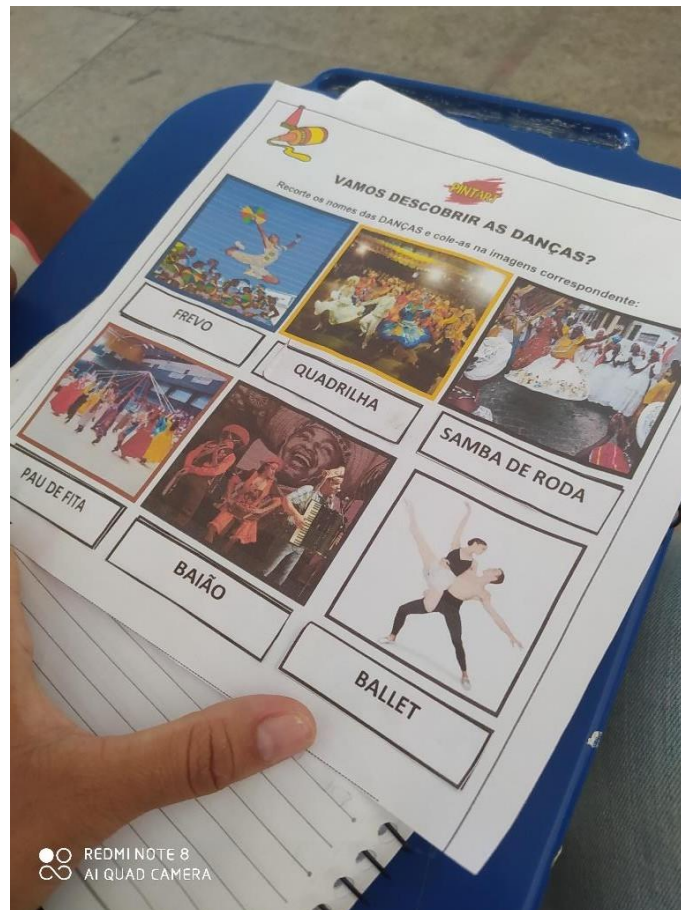 PINTAR!
VAMOS DESCOBRIR AS DANÇAS?
Recorte os nomes das DANÇAS e cole-as na imagens correspondente:
FREVO
QUADRILHA
SAMBA DE RODA
PAU DE FITA
BAIÃO
BALLET
REDMI NOTE 8
AI QUAD CAMERA